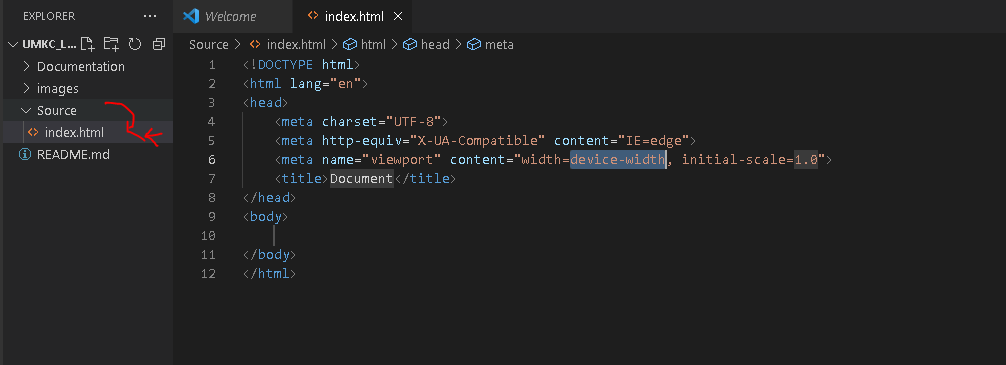 EXPLORER ...
UMKC_L...
Documentation
images
Source
index.html
README.md
Welcome
index.html
Source > index.html > html > head > meta
1 <!DOCTYPE html>
2 <html lang="en">
3 <head>
4 <meta charset="UTF-8">
5 <meta http-equiv="X-UA-Compatible" content="IE=edge">
6 <meta name="viewport" content="width=device-width, initial-scale=1.0">
7 <title>Document</title>
8 </head>
9 <body>
10
11 </body>
12 </html>